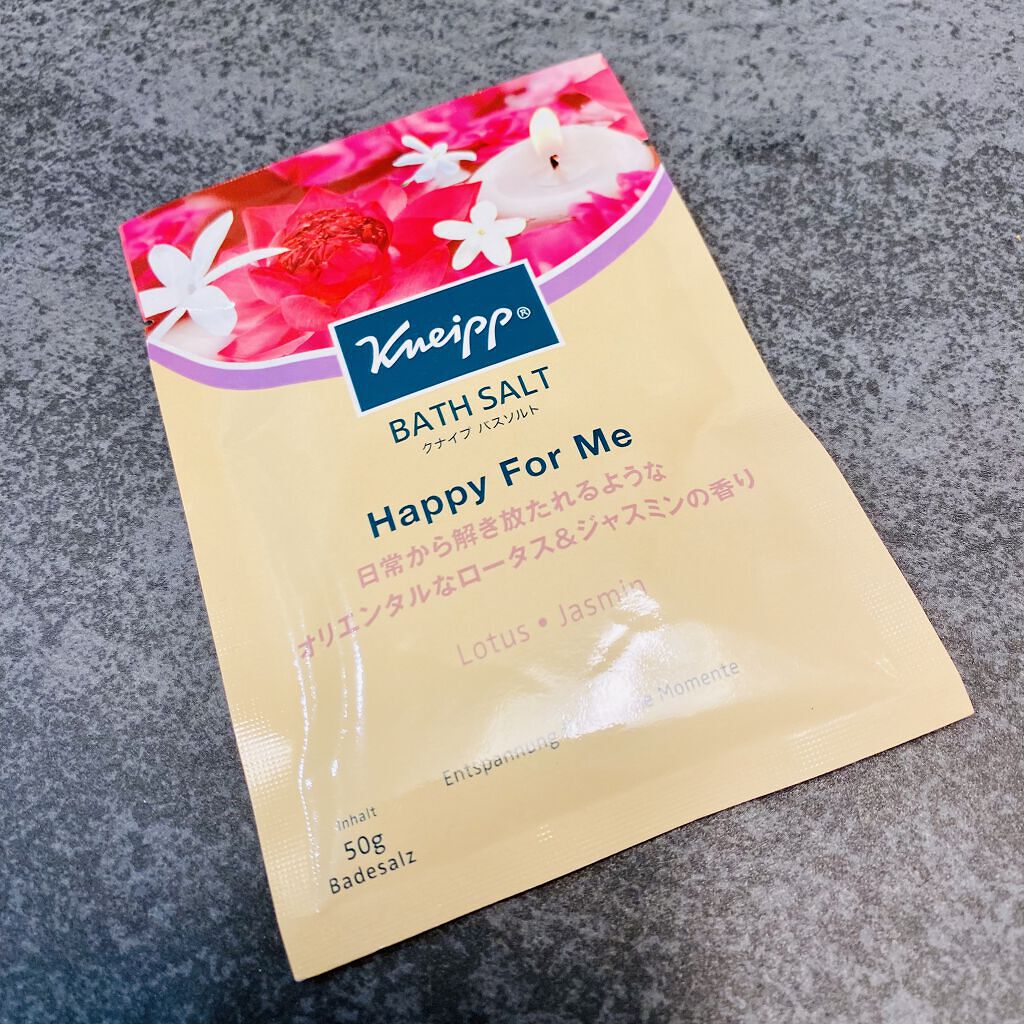 Kneipp®
BATH SALT
クナイプ バスソルト
Happy For Me
日常から解き放たれるような
オリエンタルなロータス&ジャスミンの香り
Lotus • Jasmin
Entspannung Momente
Inhalt
50g
Badesalz